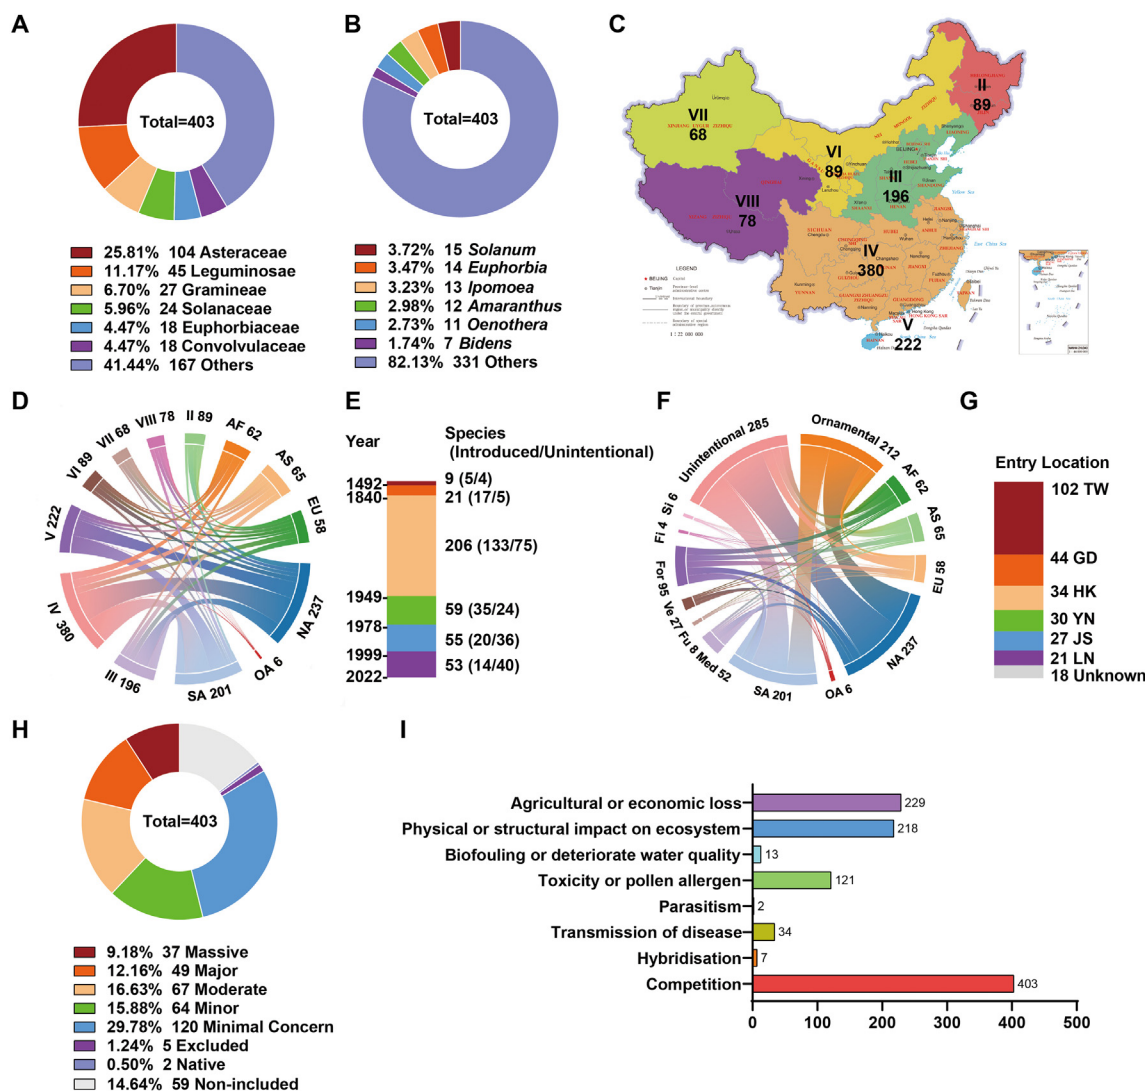 A
Total=403
25.81% 104 Asteraceae
11.17% 45 Leguminosae
6.70% 27 Gramineae
5.96% 24 Solanaceae
4.47% 18 Euphorbiaceae
4.47% 18 Convolvulaceae
41.44% 167 Others
B
Total=403
3.72% 15 Solanum
3.47% 14 Euphorbia
3.23% 13 Ipomoea
2.98% 12 Amaranthus
2.73% 11 Oenothera
1.74% 7 Bidens
82.13% 331 Others
C
II
89
VII
68
VI
89
III
196
VIII
78
IV
380
V
222
BEIJING
LEGEND
BEIJING Capital
Tianjin
1 : 22 000 000
D
VI 89
VII 68
VIII 78
II 89
AF 62
AS 65
EU 58
NA 237
OA 6
SA 201
III 196
IV 380
V 222
E
Year
Species
(Introduced/Unintentional)
9 (5/4)
1492
21 (17/5)
1840
206 (133/75)
1949
59 (35/24)
1978
55 (20/36)
1999
53 (14/40)
2022
F
Unintentional 285
Ornamental 212
AF 62
AS 65
EU 58
NA 237
OA 6
SA 201
Med 52
Fu 8
Ve 27
For 95
Fi 4
Si 6
G
Entry Location
102 TW
44 GD
34 HK
30 YN
27 JS
21 LN
18 Unknown
H
Total=403
9.18% 37 Massive
12.16% 49 Major
16.63% 67 Moderate
15.88% 64 Minor
29.78% 120 Minimal Concern
1.24% 5 Excluded
0.50% 2 Native
14.64% 59 Non-included
I
Agricultural or economic loss 229
Physical or structural impact on ecosystem 218
Biofouling or deteriorate water quality 13
Toxicity or pollen allergen 121
Parasitism 2
Transmission of disease 34
Hybridisation 7
Competition 403
0 100 200 300 400 500